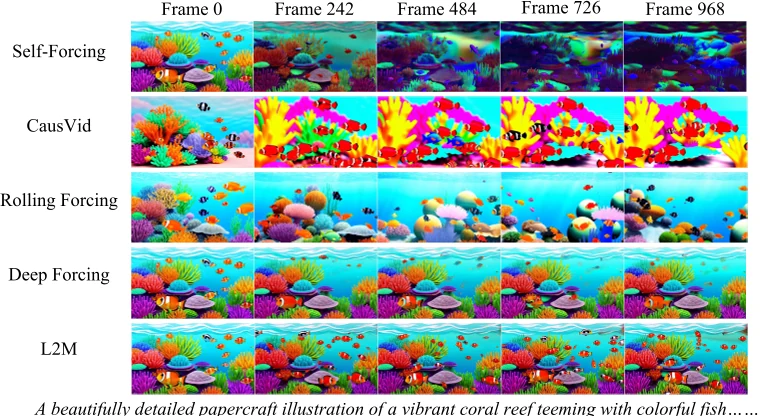 Frame 0 Frame 242 Frame 484 Frame 726 Frame 968
Self-Forcing
CausVid
Rolling Forcing
Deep Forcing
L2M
A beautifully detailed papercraft illustration of a vibrant coral reef teeming with colorful fish……